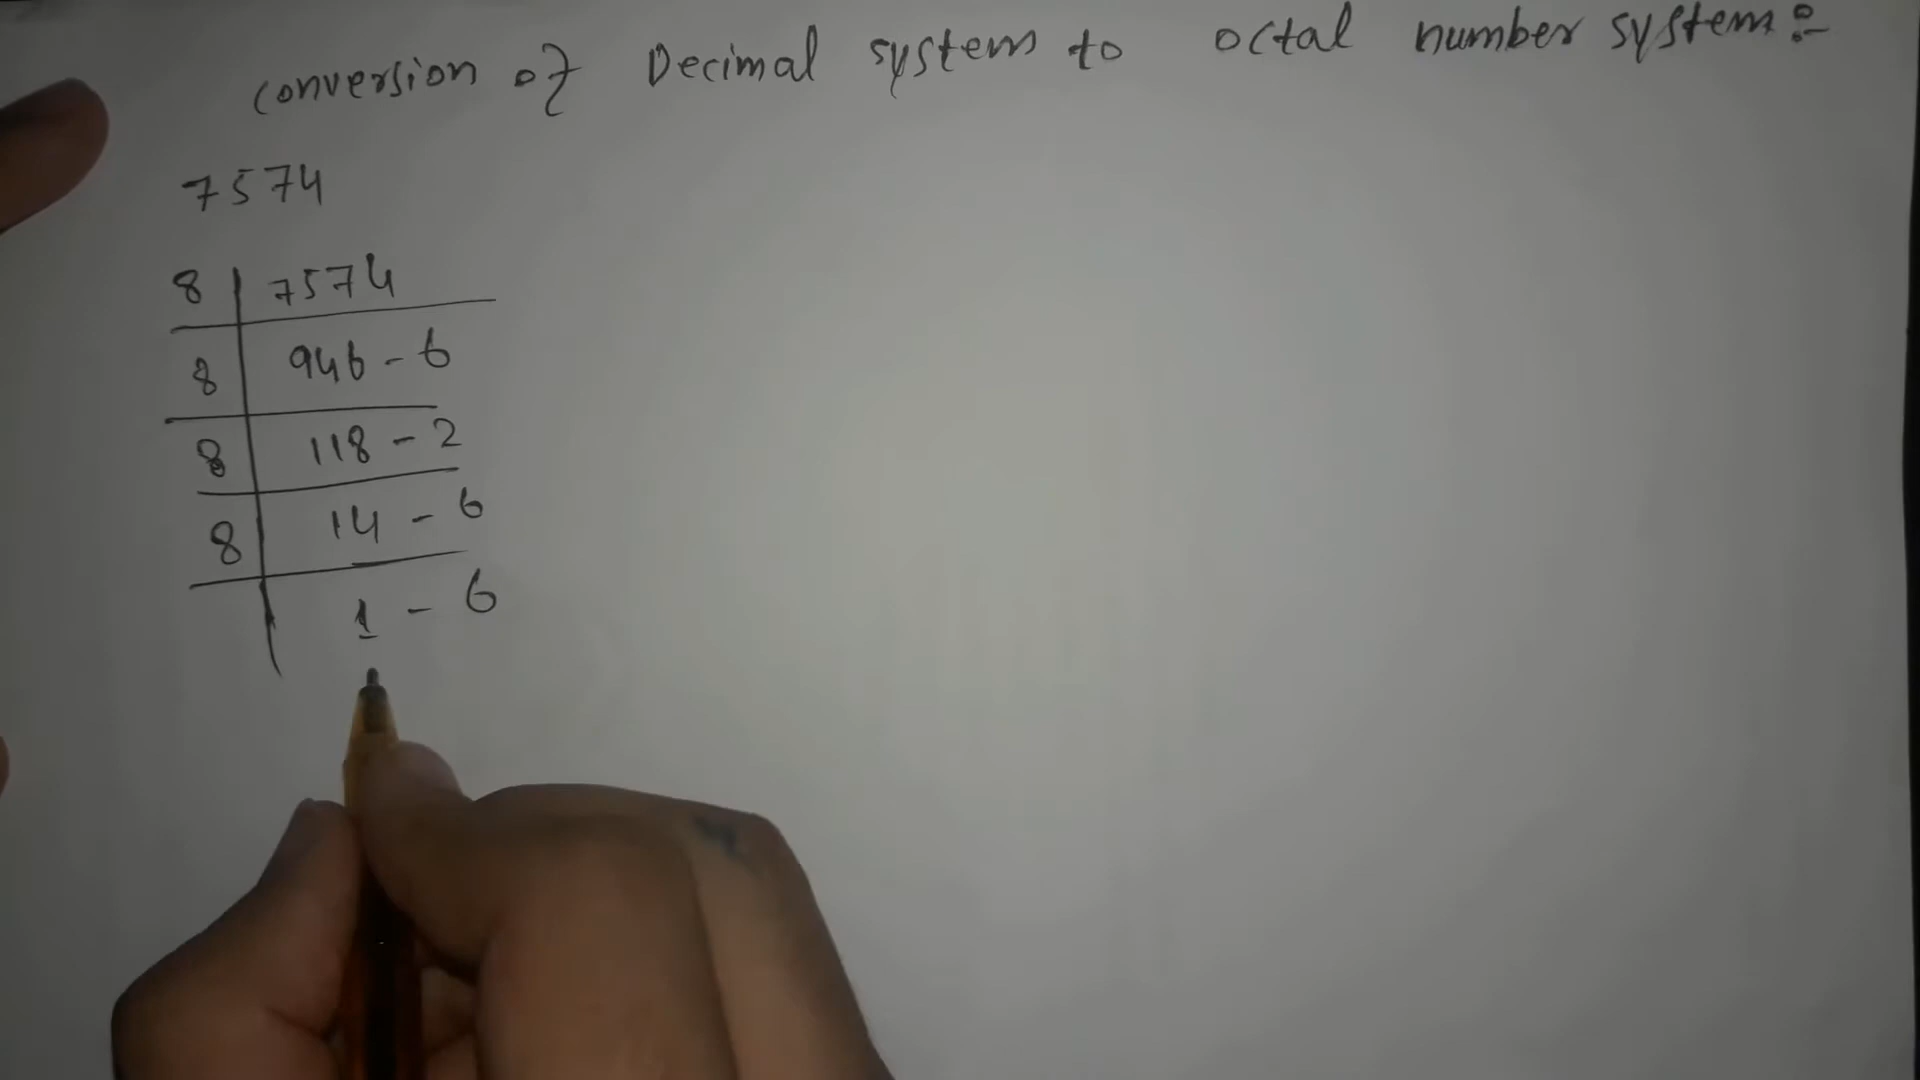 conversion of Decimal system to octal number system:-
7574
8 | 7574
8 | 946 - 6
8 | 118 - 2
8 | 14 - 6
1 - 6